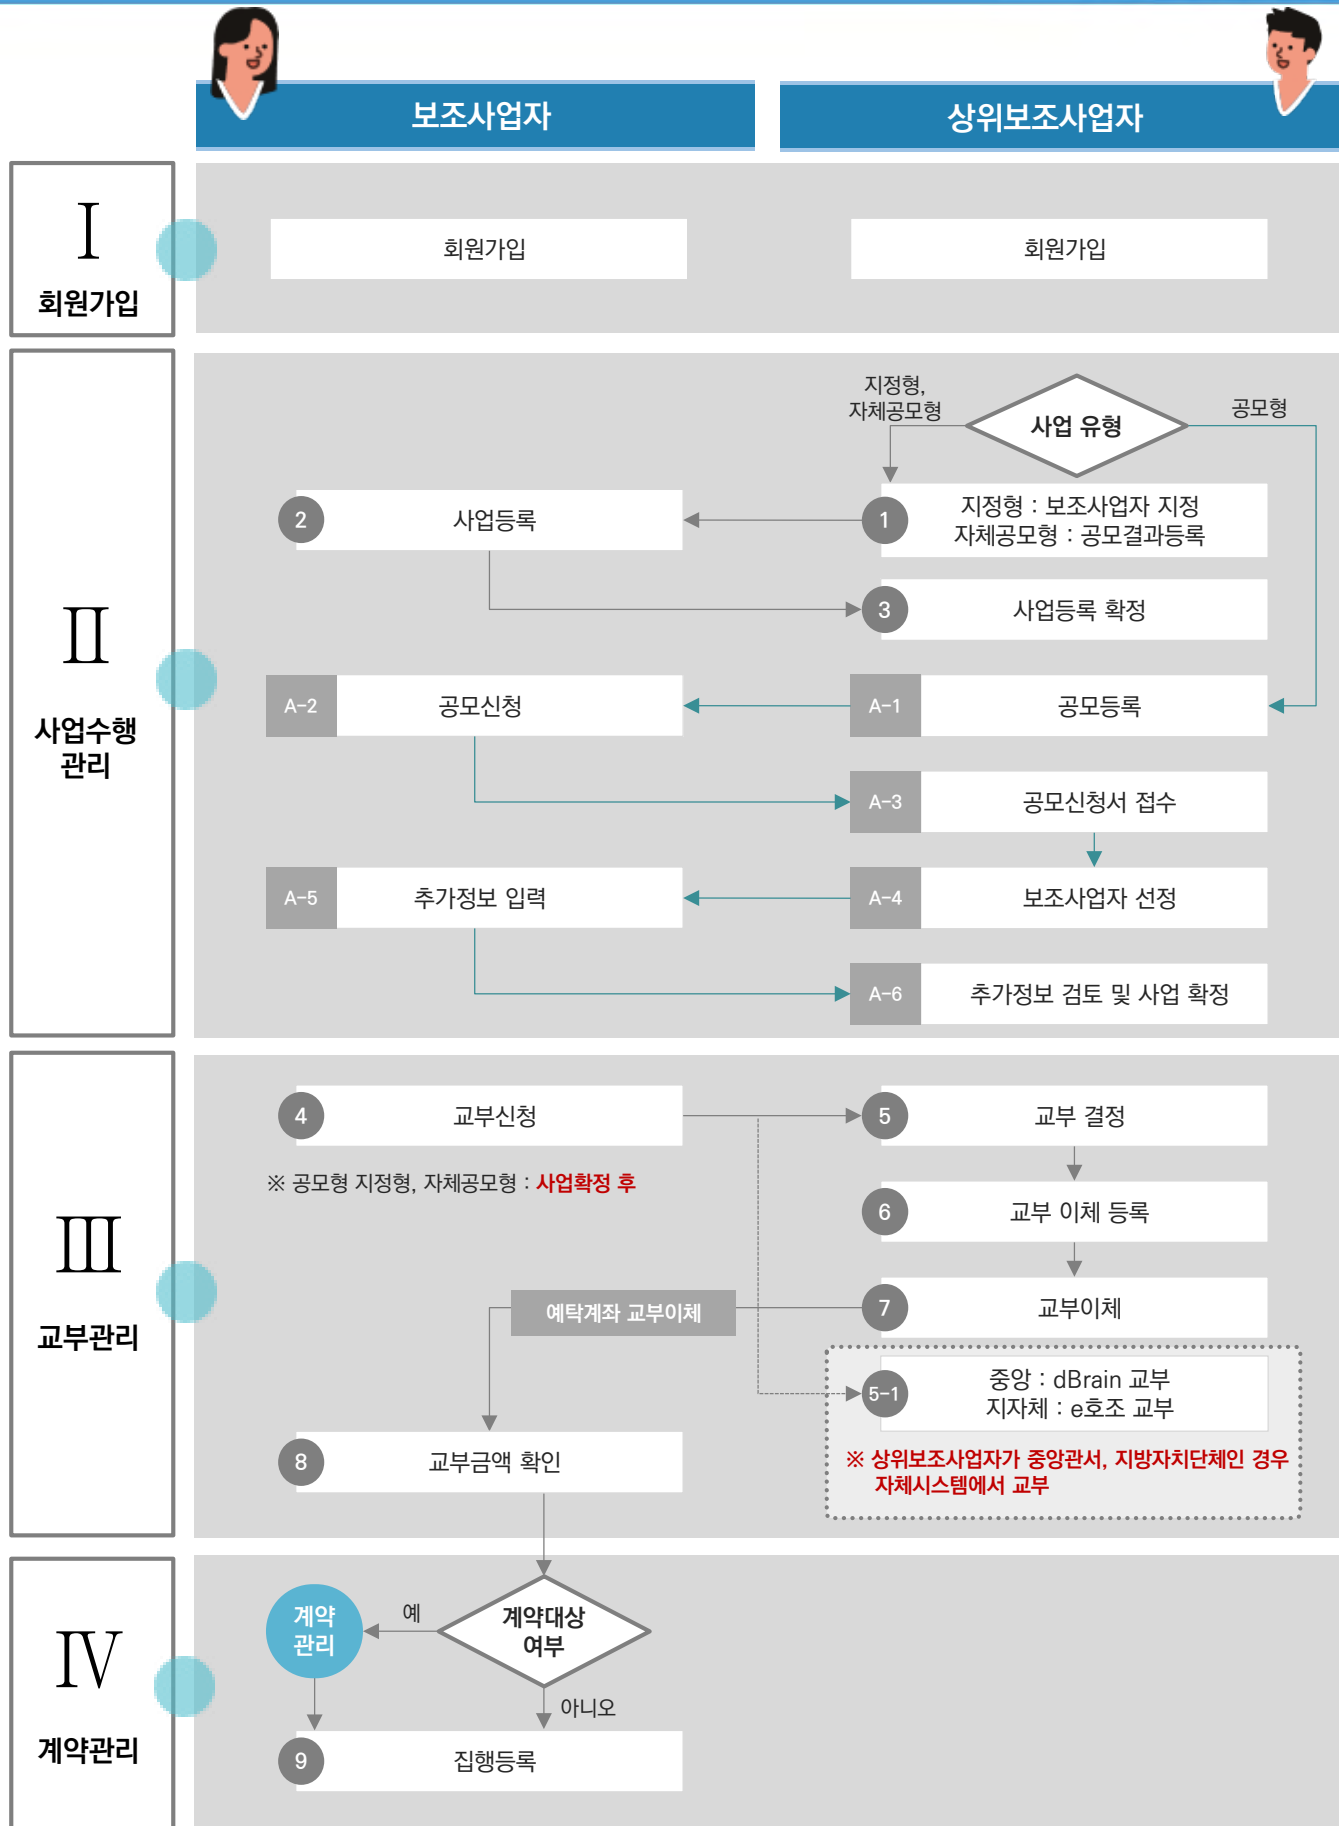 보조사업자
상위보조사업자
Ⅰ
회원가입
회원가입
회원가입
Ⅱ
사업수행
관리
지정형,
자체공모형
사업 유형
공모형
2
사업등록
1
지정형 : 보조사업자 지정
자체공모형 : 공모결과등록
3
사업등록 확정
A-2
공모신청
A-1
공모등록
A-3
공모신청서 접수
A-5
추가정보 입력
A-4
보조사업자 선정
A-6
추가정보 검토 및 사업 확정
Ⅲ
교부관리
4
교부신청
5
교부 결정
※ 공모형 지정형, 자체공모형 : 사업확정 후
6
교부 이체 등록
예탁계좌 교부이체
7
교부이체
5-1
중앙 : dBrain 교부
지자체 : e호조 교부
※ 상위보조사업자가 중앙관서, 지방자치단체인 경우
자체시스템에서 교부
8
교부금액 확인
Ⅳ
계약관리
계약
관리
예
계약대상
여부
아니오
9
집행등록